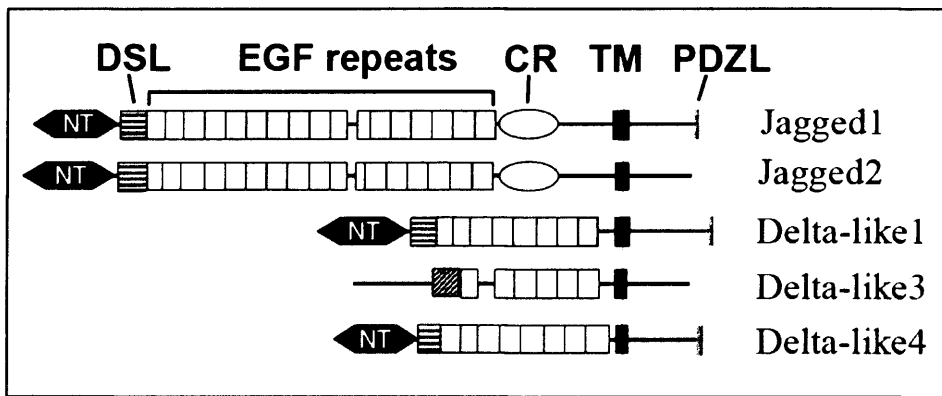 DSL EGF repeats CR TM PDZL
NT Jagged1
NT Jagged2
NT Delta-like1
Delta-like3
NT Delta-like4